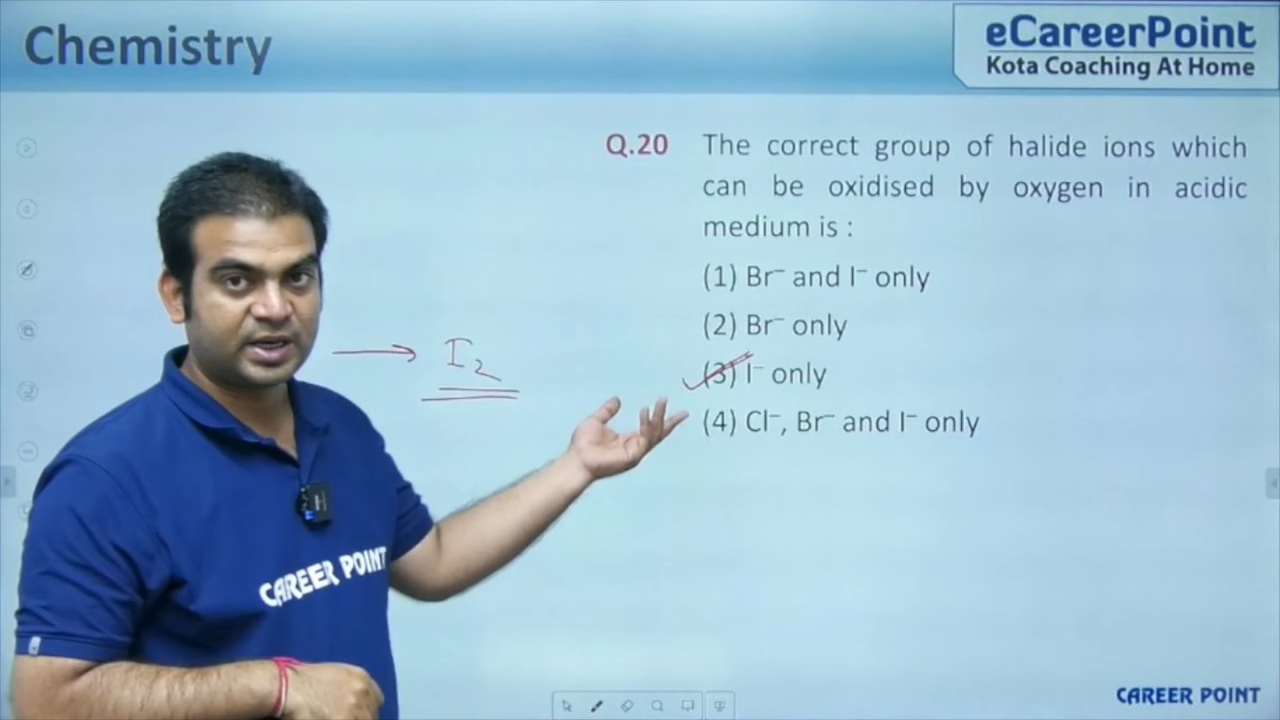 Chemistry
eCareerPoint
Kota Coaching At Home
Q.20 The correct group of halide ions which
can be oxidised by oxygen in acidic
medium is :
(1) Br⁻ and I⁻ only
(2) Br⁻ only
(3) I⁻ only
(4) Cl⁻, Br⁻ and I⁻ only
→ I₂
CAREER POINT
CAREER POINT